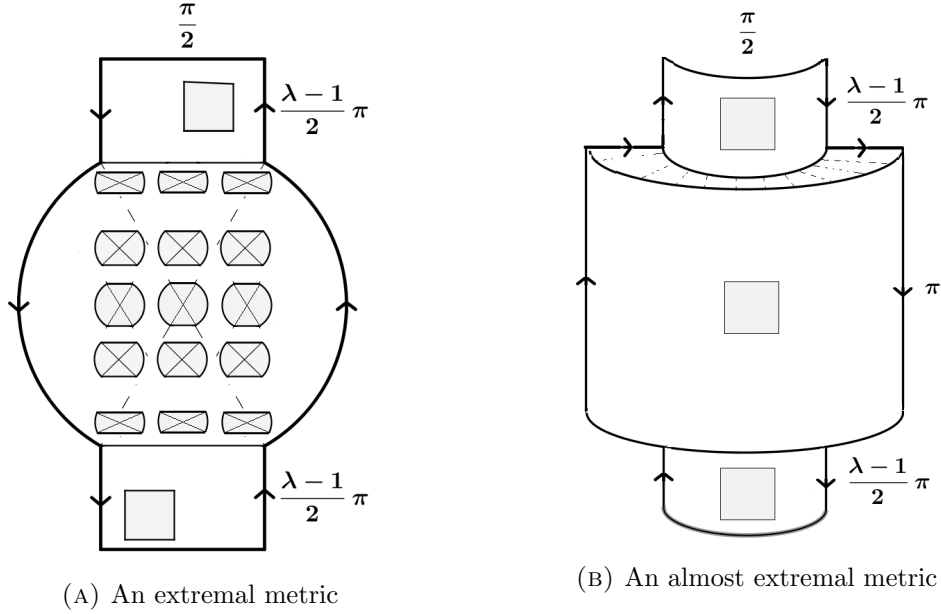 π/2
(λ − 1)/2 π
(λ − 1)/2 π
(A) An extremal metric
π/2
(λ − 1)/2 π
π
(λ − 1)/2 π
(B) An almost extremal metric